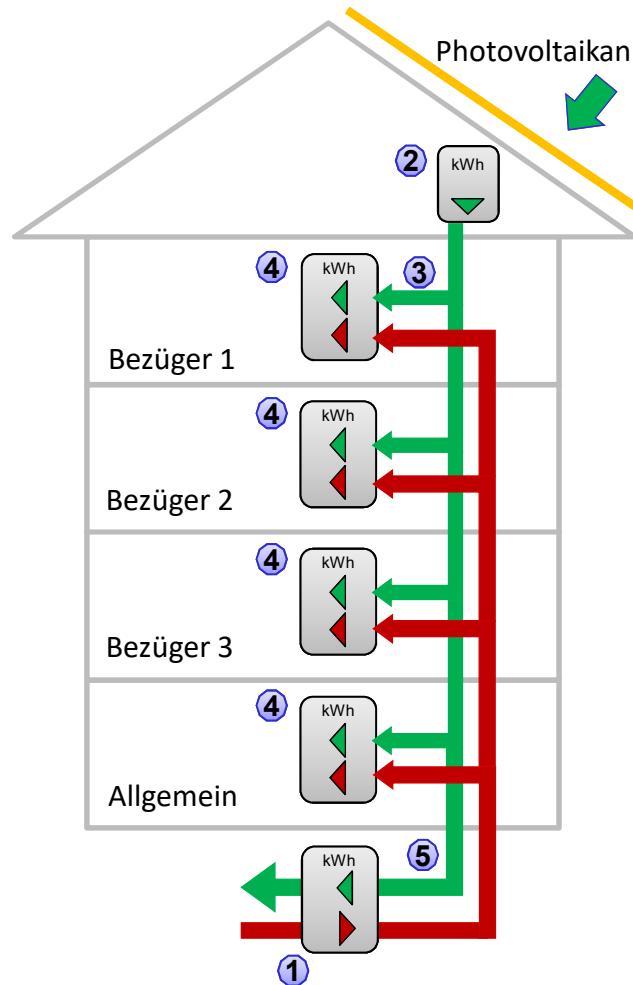 Photovoltaikan
2
kWh
4
kWh
3
Bezüger 1
4
kWh
Bezüger 2
4
kWh
Bezüger 3
4
kWh
Allgemein
kWh
5
1